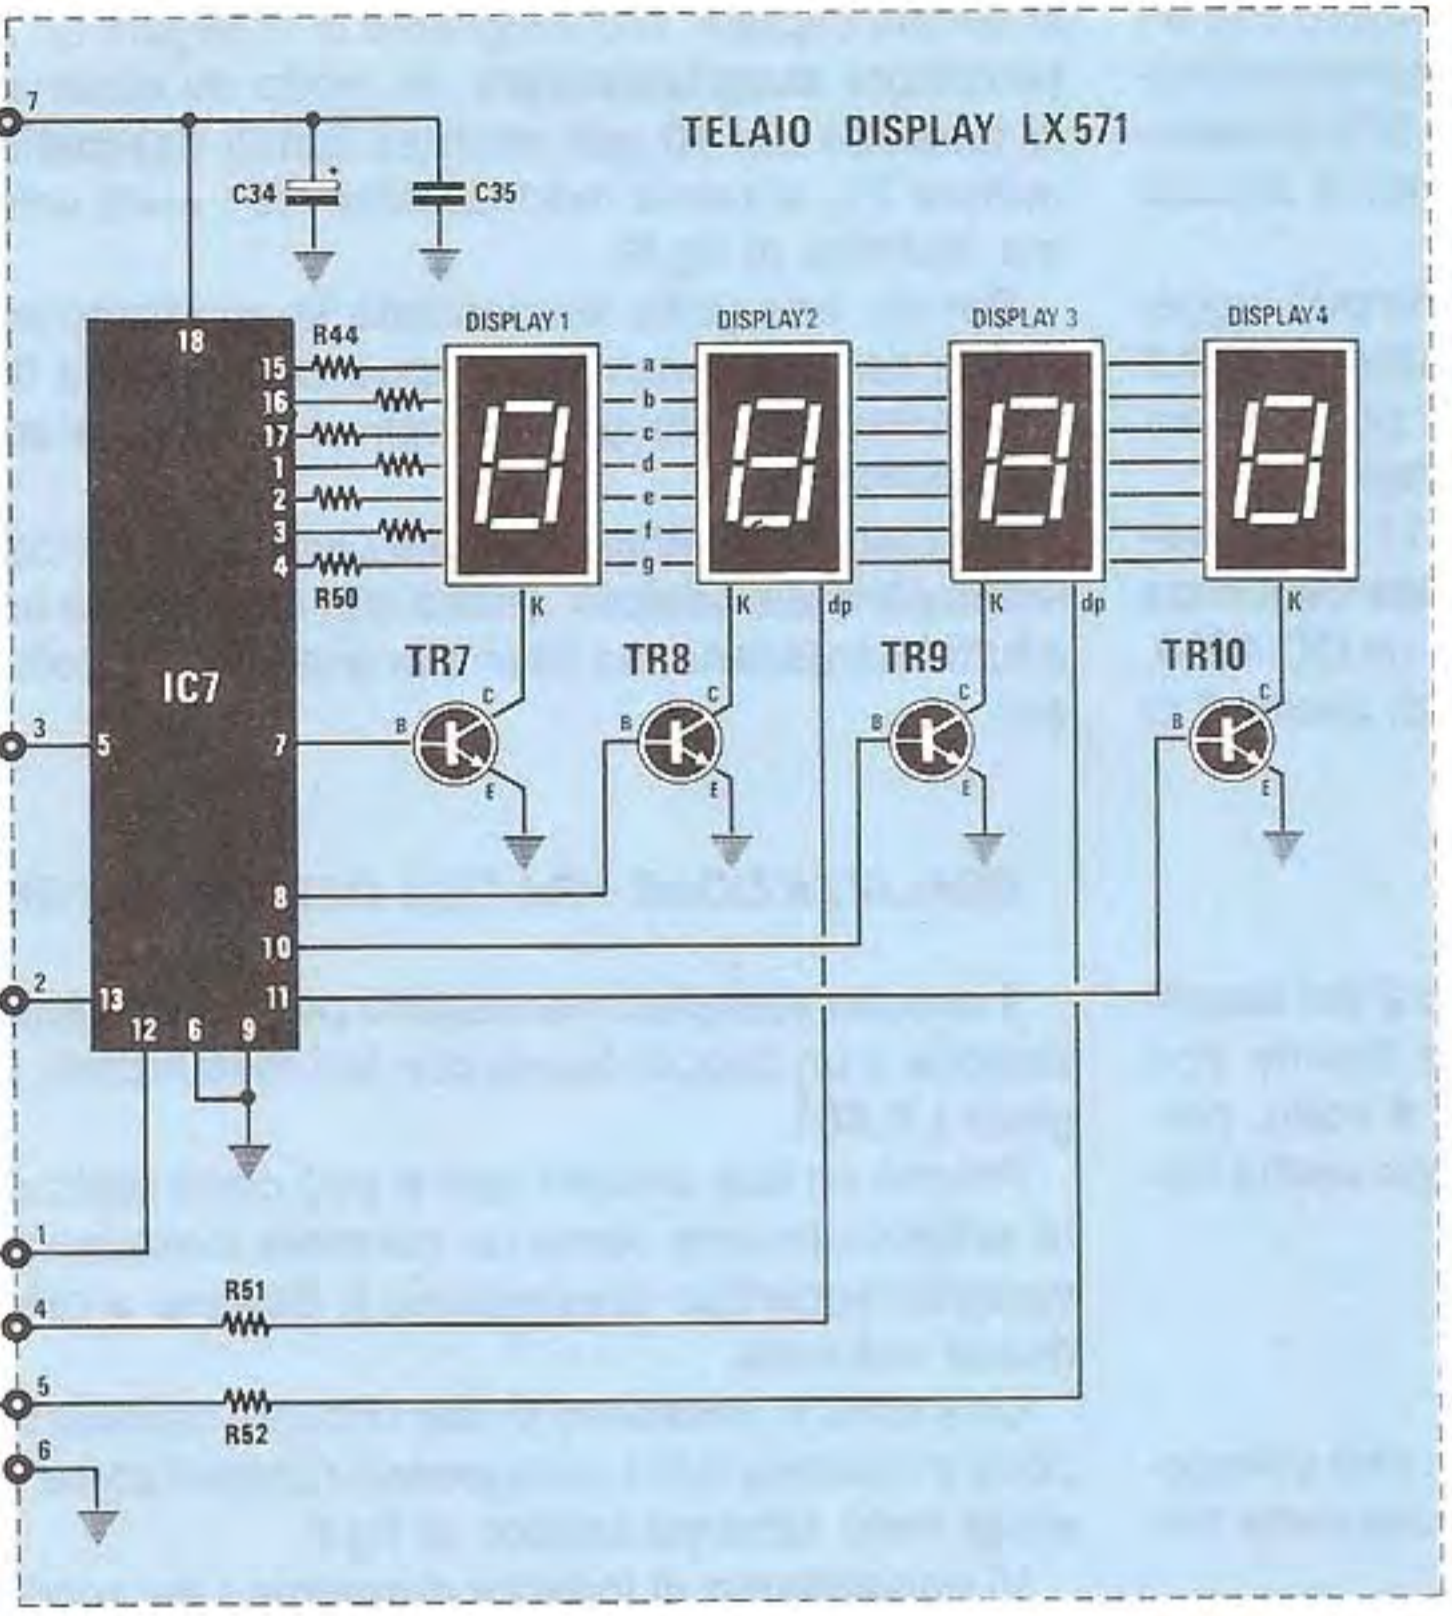 7
TELAIO DISPLAY LX571
C34
+
C35
DISPLAY 1
DISPLAY2
DISPLAY 3
DISPLAY4
18
R44
15
a
16
b
17
c
1
d
2
e
3
f
4
g
R50
K
K
dp
K
dp
K
TR7
TR8
TR9
TR10
IC7
C
C
C
C
B
B
B
B
3
5
7
E
E
E
E
8
10
2
13
11
12
6
9
1
R51
4
5
R52
6